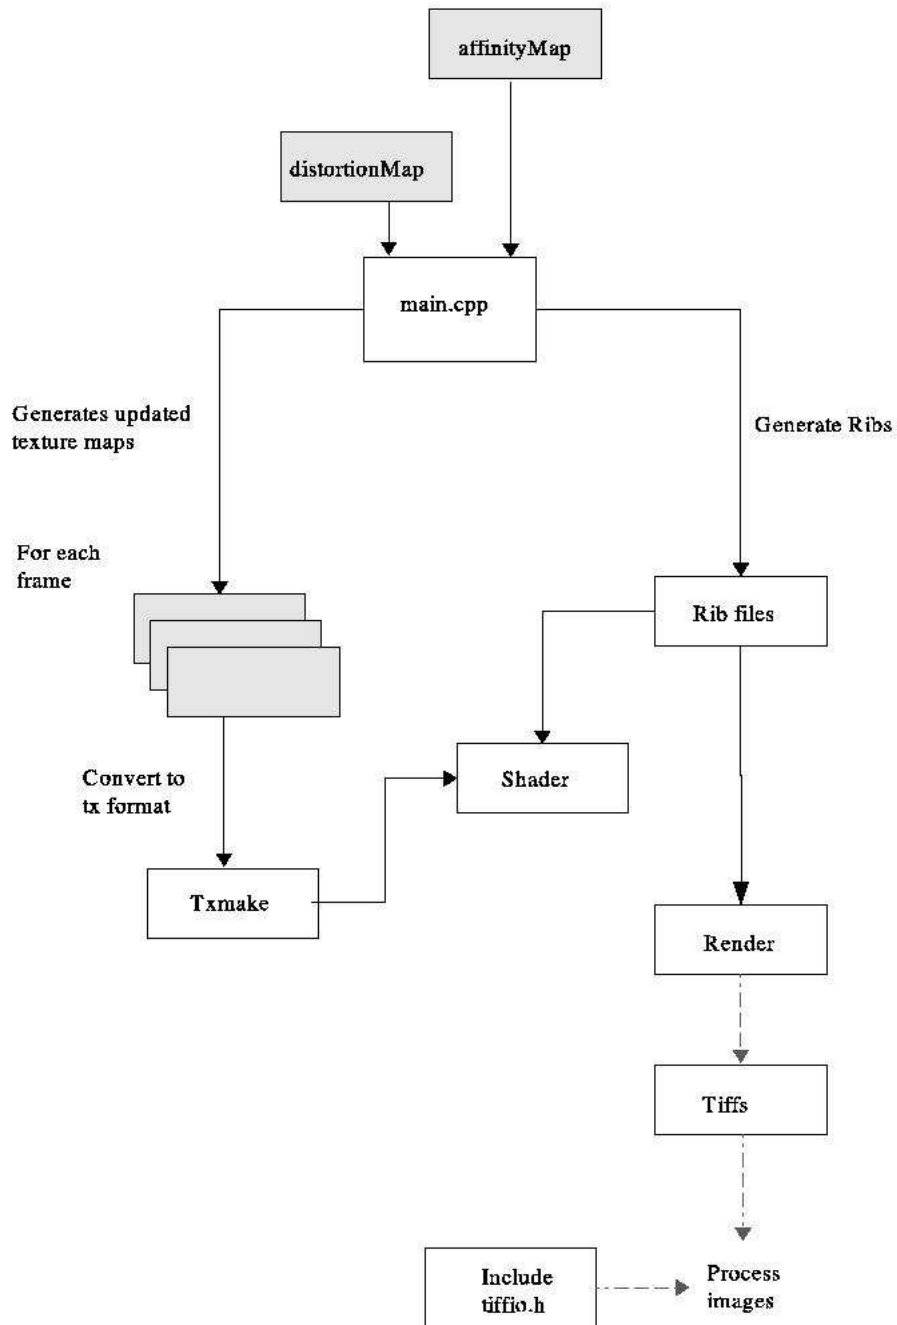 affinityMap
distortionMap
main.cpp
Generates updated
texture maps
Generate Ribs
For each
frame
Rib files
Shader
Convert to
tx format
Txmake
Render
Tiffs
Include
tiffio.h
Process
images